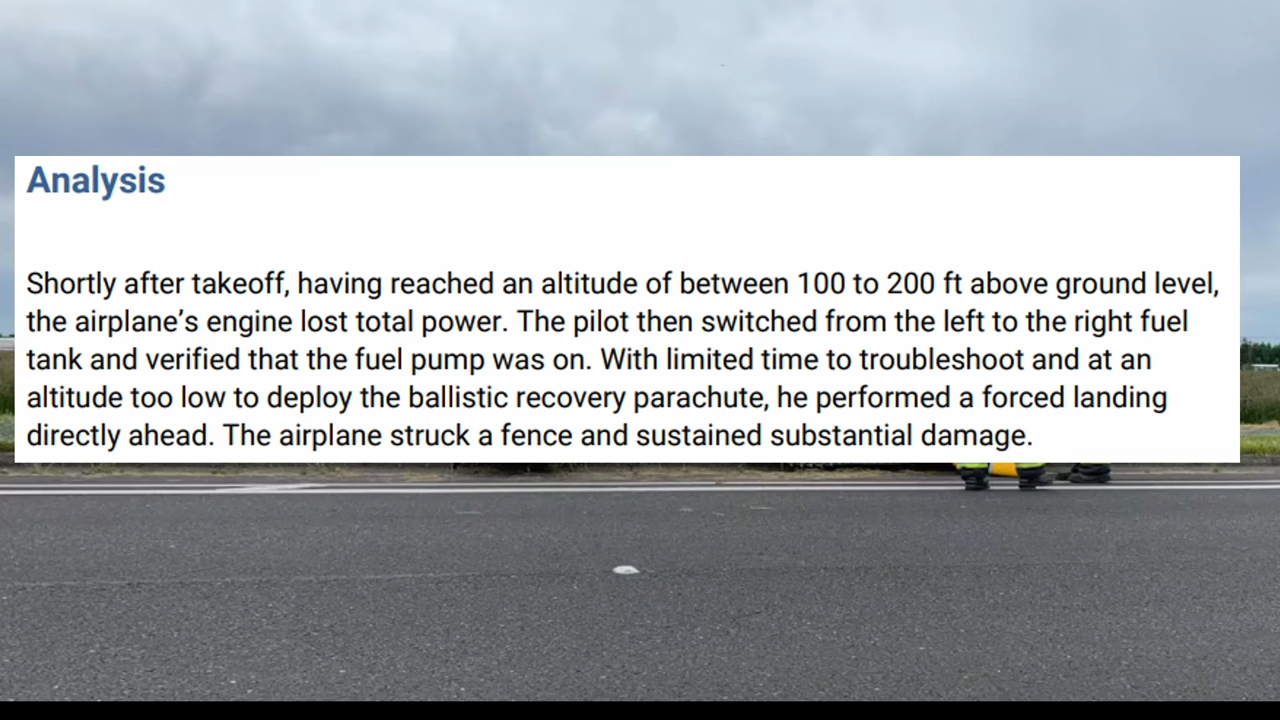 Analysis
Shortly after takeoff, having reached an altitude of between 100 to 200 ft above ground level,
the airplane’s engine lost total power. The pilot then switched from the left to the right fuel
tank and verified that the fuel pump was on. With limited time to troubleshoot and at an
altitude too low to deploy the ballistic recovery parachute, he performed a forced landing
directly ahead. The airplane struck a fence and sustained substantial damage.